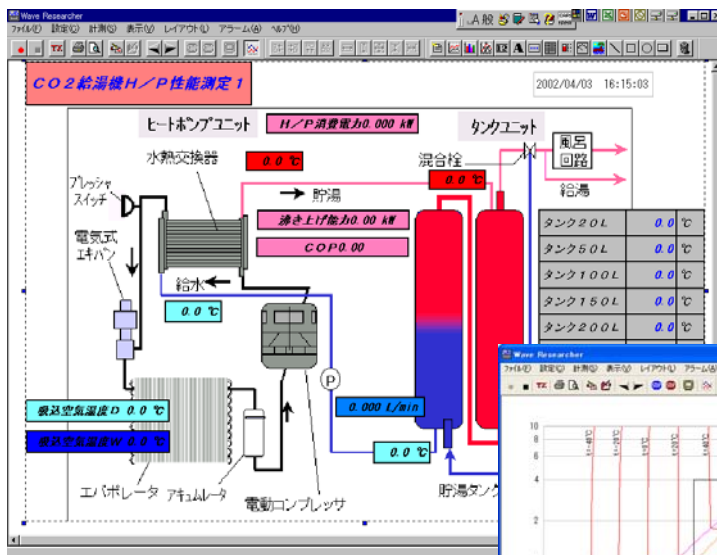 Wave Researcher
A 般
ファイル(F) 設定(C) 計測(S) 表示(V) レイアウト(L) アラーム(A) ヘルプ(H)
CO2給湯機H/P性能測定1
2002/04/03 16:15:03
ヒートポンプユニット
H/P消費電力0.000 kW
タンクユニット
風呂
回路
水熱交換器
0.0 ℃
混合栓
0.0 ℃
給湯
プレッシャ
スイッチ
貯湯
沸き上げ能力0.00 kW
COP0.00
電気式
エキパン
給水
0.0 ℃
タンク20L 0.0 ℃
タンク50L 0.0 ℃
タンク100L 0.0 ℃
タンク150L 0.0 ℃
タンク200L 0.0 ℃
P
吸込空気温度D 0.0 ℃
0.000 L/min
吸込空気温度W 0.0 ℃
0.0 ℃
エバポレータ
アキュムレータ
電動コンプレッサ
貯湯タンク
Wave Researcher
ファイル(F) 設定(C) 計測(S) 表示(V) レイアウト(L) アラーム(A)
10
8
6
4
2